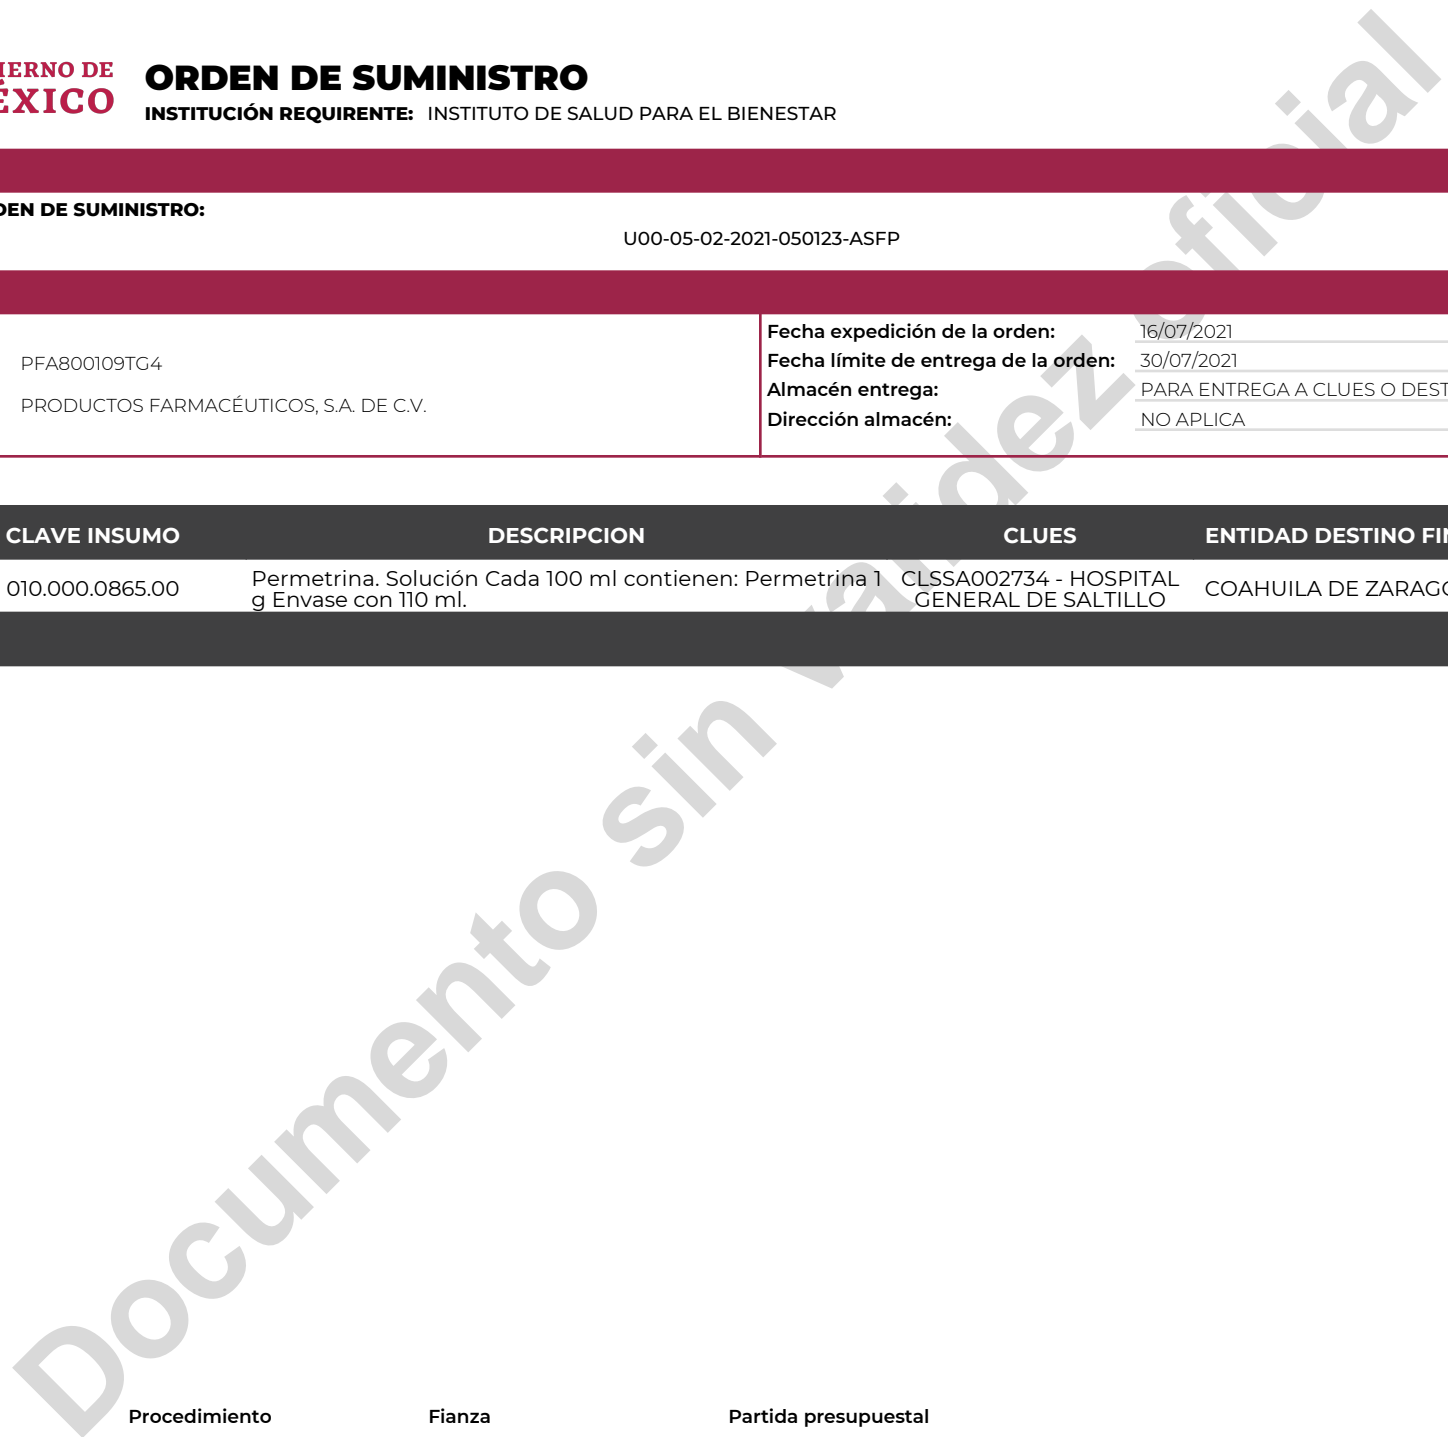 IERNO DE
ÉXICO
ORDEN DE SUMINISTRO
INSTITUCIÓN REQUIRENTE: INSTITUTO DE SALUD PARA EL BIENESTAR
DEN DE SUMINISTRO:
U00-05-02-2021-050123-ASFP
PFA800109TG4
PRODUCTOS FARMACÉUTICOS, S.A. DE C.V.
Fecha expedición de la orden: 16/07/2021
Fecha límite de entrega de la orden: 30/07/2021
Almacén entrega: PARA ENTREGA A CLUES O DEST
Dirección almacén: NO APLICA
CLAVE INSUMO DESCRIPCION CLUES ENTIDAD DESTINO FIN
010.000.0865.00
Permetrina. Solución Cada 100 ml contienen: Permetrina 1
g Envase con 110 ml.
CLSSA002734 - HOSPITAL
GENERAL DE SALTILLO
COAHUILA DE ZARAGO
Documento sin validez oficial
Procedimiento Fianza Partida presupuestal